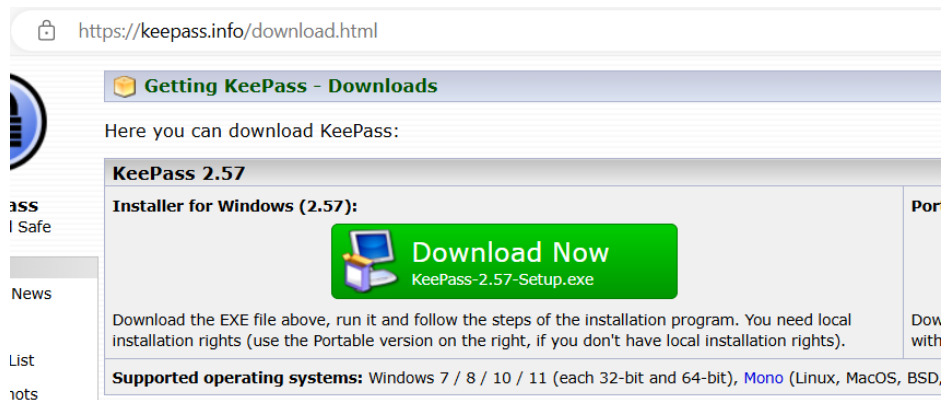 https://keepass.info/download.html
Getting KeePass - Downloads
Here you can download KeePass:
KeePass 2.57
Installer for Windows (2.57):
Download Now
KeePass-2.57-Setup.exe
Download the EXE file above, run it and follow the steps of the installation program. You need local
installation rights (use the Portable version on the right, if you don't have local installation rights).
Supported operating systems: Windows 7 / 8 / 10 / 11 (each 32-bit and 64-bit), Mono (Linux, MacOS, BSD,
Safe
News
List